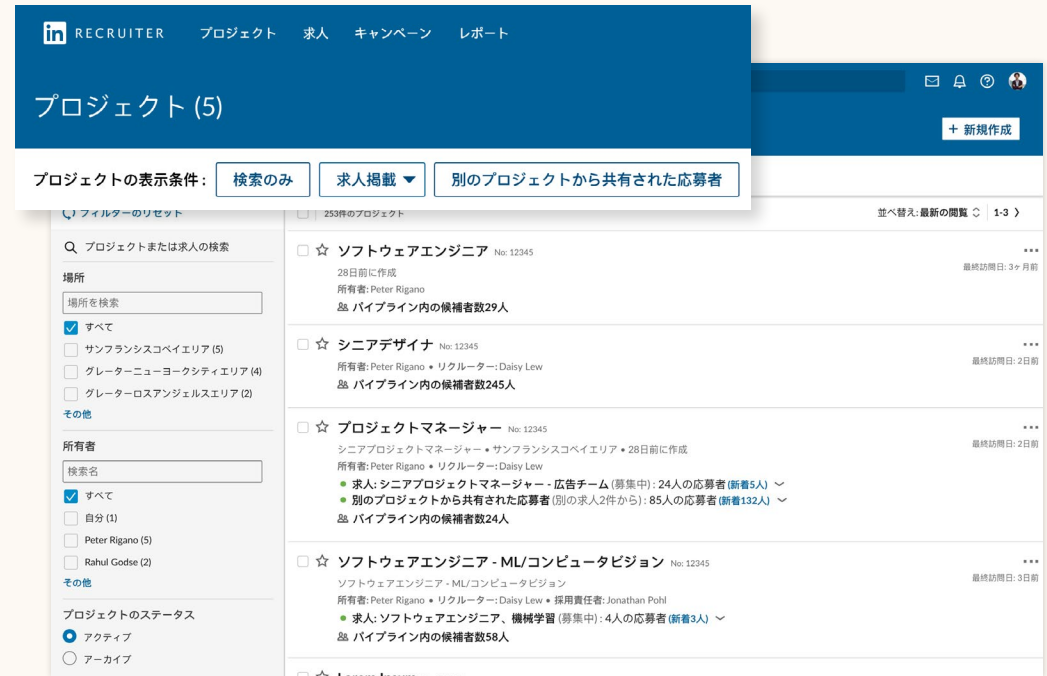 in RECRUITER プロジェクト 求人 キャンペーン レポート
プロジェクト (5)
+ 新規作成
プロジェクトの表示条件: 検索のみ 求人掲載 別のプロジェクトから共有された応募者
フィルターのリセット
253件のプロジェクト
並べ替え: 最新の閲覧 1-3
プロジェクトまたは求人の検索
場所
場所を検索
すべて
サンフランシスコベイエリア (5)
グレーターニューヨークシティエリア (4)
グレーターロスアンジェルスエリア (2)
その他
所有者
検索名
すべて
自分 (1)
Peter Rigano (5)
Rahul Godse (2)
その他
プロジェクトのステータス
アクティブ
アーカイブ
ソフトウェアエンジニア No: 12345
28日前に作成
最終訪問日: 3ヶ月前
所有者: Peter Rigano
パイプライン内の候補者数29人
シニアデザイナ No: 12345
所有者: Peter Rigano • リクルーター: Daisy Lew
最終訪問日: 2日前
パイプライン内の候補者数245人
プロジェクトマネージャー No: 12345
シニアプロジェクトマネージャー • サンフランシスコベイエリア • 28日前に作成
最終訪問日: 2日前
所有者: Peter Rigano • リクルーター: Daisy Lew
求人: シニアプロジェクトマネージャー - 広告チーム (募集中) : 24人の応募者 (新着5人)
別のプロジェクトから共有された応募者 (別の求人2件から) : 85人の応募者 (新着132人)
パイプライン内の候補者数24人
ソフトウェアエンジニア - ML/コンピュータビジョン No: 12345
ソフトウェアエンジニア - ML/コンピュータビジョン
最終訪問日: 3日前
所有者: Peter Rigano • リクルーター: Daisy Lew • 採用責任者: Jonathan Pohl
求人: ソフトウェアエンジニア、機械学習 (募集中) : 4人の応募者 (新着3人)
パイプライン内の候補者数58人